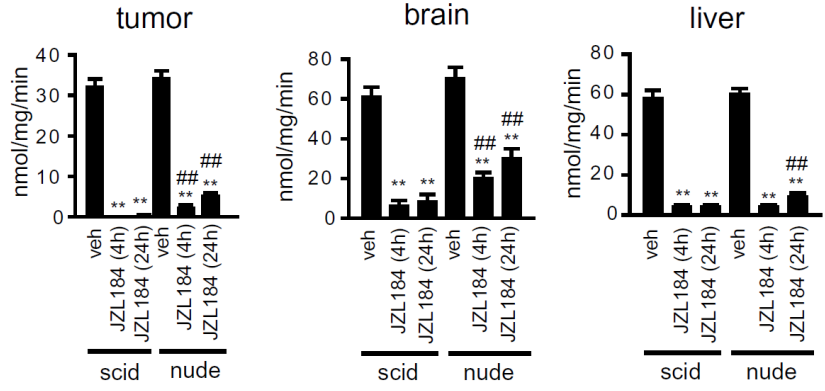 tumor
nmol/mg/min
40
30
20
10
0
** ** ## ** ## **
veh JZL184 (4h) JZL184 (24h) veh JZL184 (4h) JZL184 (24h)
scid nude
brain
nmol/mg/min
80
60
40
20
0
** ** ## ** ## **
veh JZL184 (4h) JZL184 (24h) veh JZL184 (4h) JZL184 (24h)
scid nude
liver
nmol/mg/min
80
60
40
20
0
** ** ** ## **
veh JZL184 (4h) JZL184 (24h) veh JZL184 (4h) JZL184 (24h)
scid nude